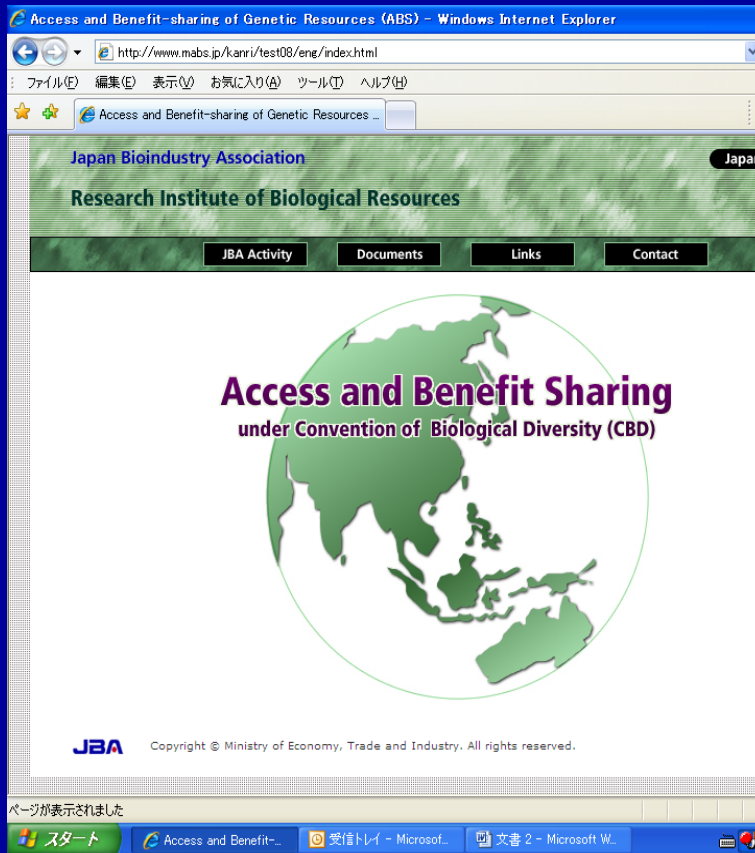 Access and Benefit-sharing of Genetic Resources (ABS) - Windows Internet Explorer
http://www.mabs.jp/kanri/test08/eng/index.html
ファイル(F) 編集(E) 表示(V) お気に入り(A) ツール(T) ヘルプ(H)
Access and Benefit-sharing of Genetic Resources ...
Japan Bioindustry Association
Japan
Research Institute of Biological Resources
JBA Activity Documents Links Contact
Access and Benefit Sharing
under Convention of Biological Diversity (CBD)
JBA Copyright © Ministry of Economy, Trade and Industry. All rights reserved.
ページが表示されました
スタート Access and Benefit-... 受信トレイ - Microsof... 文書 2 - Microsoft W...